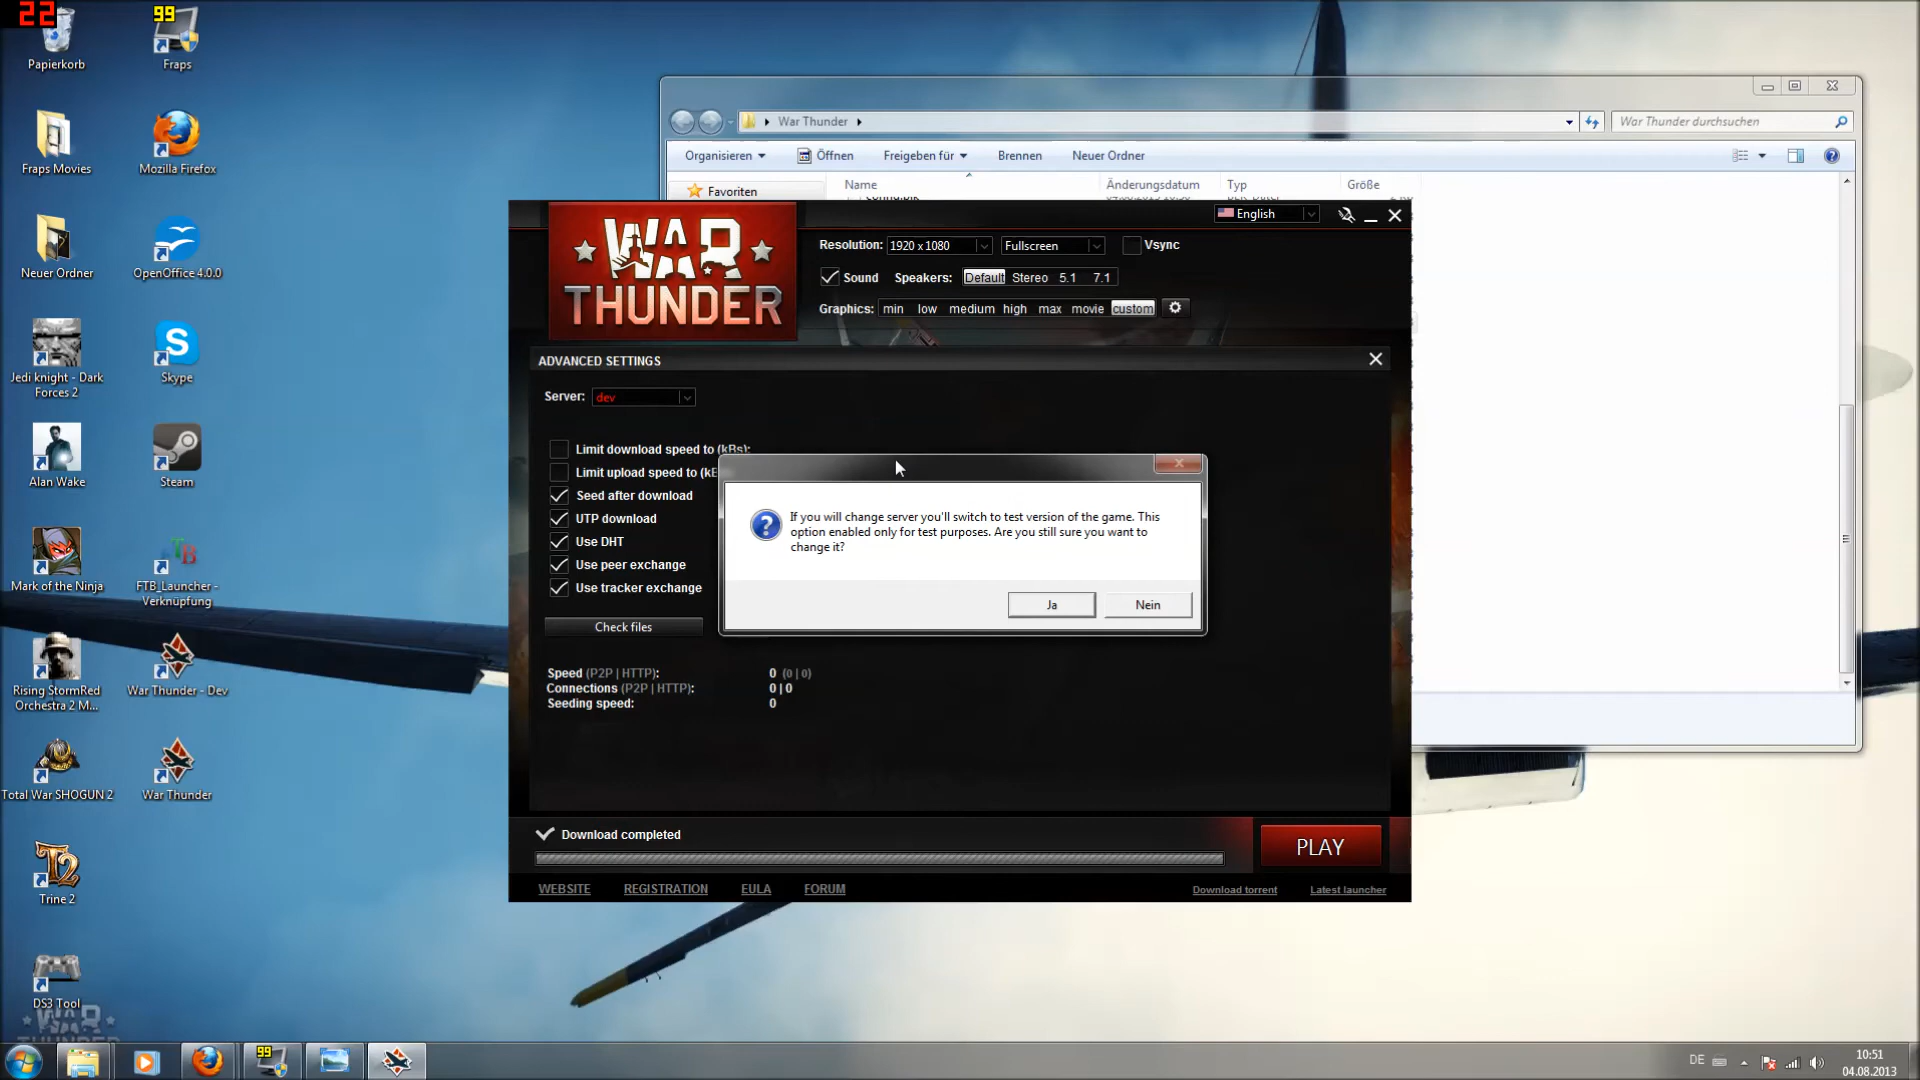 22
99
Papierkorb
Fraps
Fraps Movies
Mozilla Firefox
Neuer Ordner
OpenOffice 4.0.0
Jedi knight - Dark
Forces 2
Skype
Alan Wake
Steam
Mark of the Ninja
FTB_Launcher -
Verknüpfung
Rising StormRed
Orchestra 2 M...
War Thunder - Dev
Total War SHOGUN 2
War Thunder
Trine 2
DS3 Tool
WAR
THUNDER
War Thunder
War Thunder durchsuchen
Organisieren
Öffnen
Freigeben für
Brennen
Neuer Ordner
Favoriten
Name
Änderungsdatum
Typ
Größe
WAR
THUNDER
English
Resolution: 1920 x 1080 Fullscreen Vsync
Sound Speakers: Default Stereo 5.1 7.1
Graphics: min low medium high max movie custom
ADVANCED SETTINGS
Server: dev
Limit download speed to (kBs):
Limit upload speed to
Seed after download
UTP download
Use DHT
Use peer exchange
Use tracker exchange
Check files
If you will change server you'll switch to test version of the game. This
option enabled only for test purposes. Are you still sure you want to
change it?
Ja
Nein
Speed (P2P | HTTP): 0 (0 | 0)
Connections (P2P | HTTP): 0 | 0
Seeding speed: 0
Download completed
PLAY
WEBSITE REGISTRATION EULA FORUM Download torrent Latest launcher
99
DE
10:51
04.08.2013